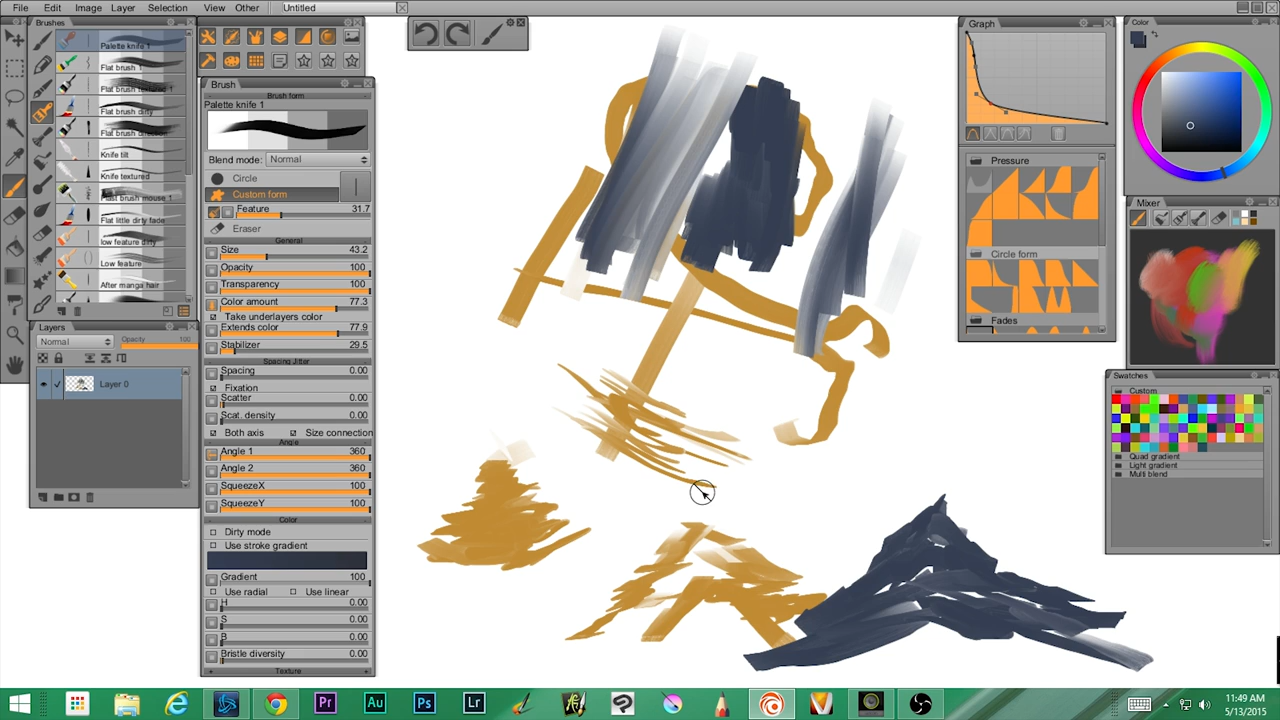 File Edit Image Layer Selection View Other Untitled
Brushes
Palette knife 1
Flat brush 1
Flat brush textured 1
Flat brush dirty
Flat brush direction
Knife tilt
Knife textured
Flat little dirty fade
low feature dirty
Low feature
After manga hair
Layers
Normal
Opacity 100
Layer 0
Brush
Brush form
Palette knife 1
Blend mode: Normal
Circle
Custom form
Feature 31.7
Eraser
General
Size 43.2
Opacity 100
Transparency 100
Color amount 77.3
Take underlayers color
Extends color 77.9
Stabilizer 29.5
Spacing Jitter
Spacing 0.00
Fixation
Scatter 0.00
Scat. density 0.00
Both axis Size connection
Angle
Angle 1 360
Angle 2 360
SqueezeX 100
SqueezeY 100
Color
Dirty mode
Use stroke gradient
Gradient 100
Use radial Use linear
H 0.00
S 0.00
B 0.00
Bristle diversity 0.00
Texture
Graph
Pressure
Circle form
Fades
Color
Mixer
Swatches
Custom
Quad gradient
Light gradient
Multi blend
Pr Au Ps Lr
11:49 AM
5/13/2015